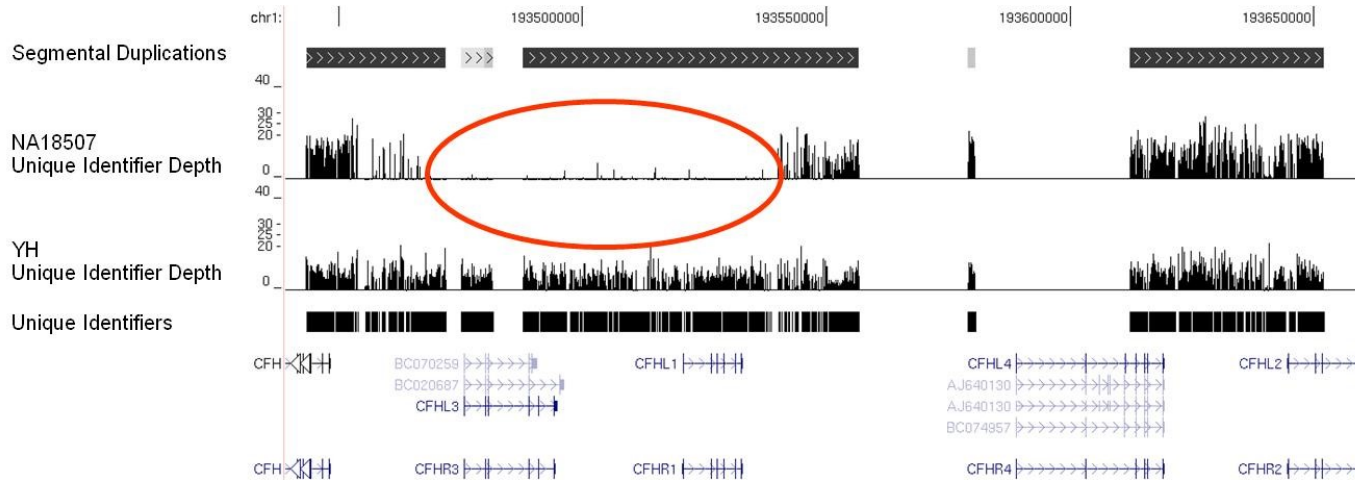 chr1: 193500000 193550000 193600000 193650000
Segmental Duplications
40
30
25
20
NA18507
Unique Identifier Depth
0
40
30
25
20
YH
Unique Identifier Depth
0
Unique Identifiers
CFH BC070259 CFHL1 CFHL4 CFHL2
BC020687 AJ640130
CFHL3 AJ640130
BC074957
CFH CFHR3 CFHR1 CFHR4 CFHR2